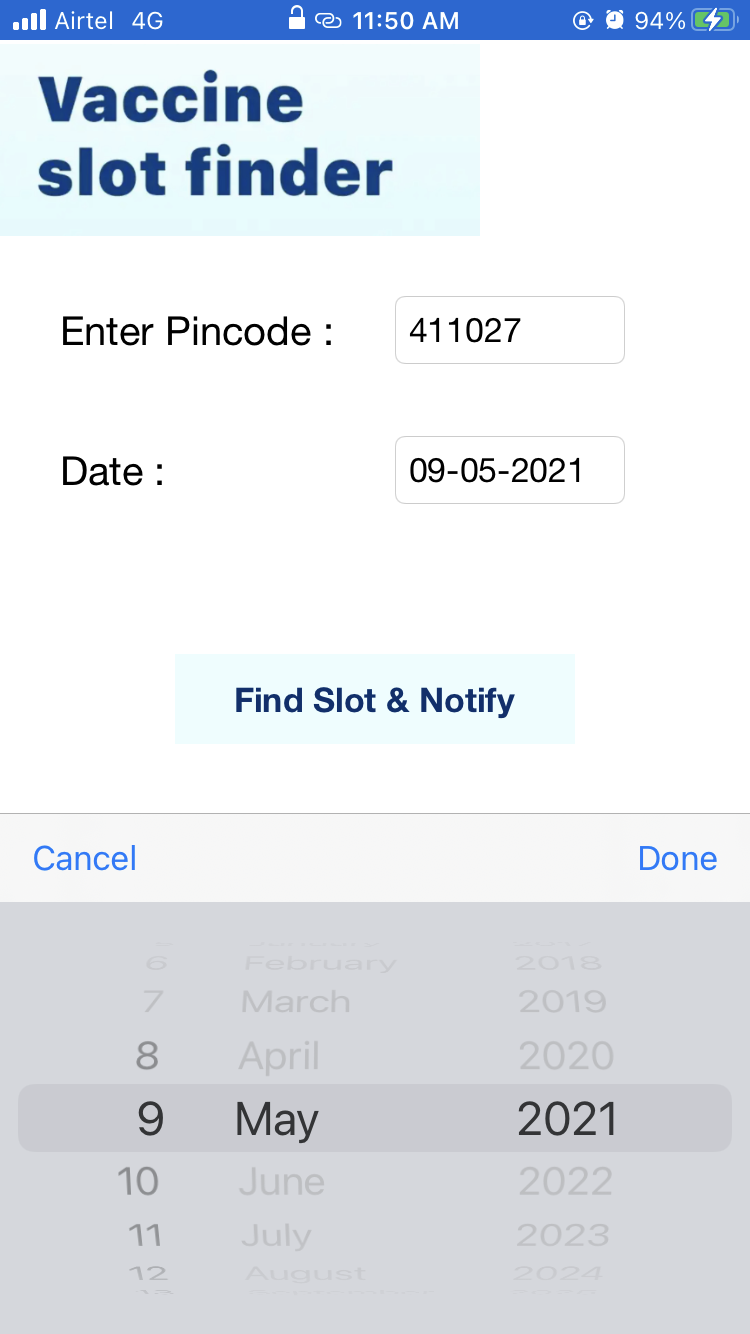 Airtel 4G 11:50 AM 94%
Vaccine
slot finder
Enter Pincode : 411027
Date : 09-05-2021
Find Slot & Notify
Cancel Done
6 February 2018
7 March 2019
8 April 2020
9 May 2021
10 June 2022
11 July 2023
12 August 2024